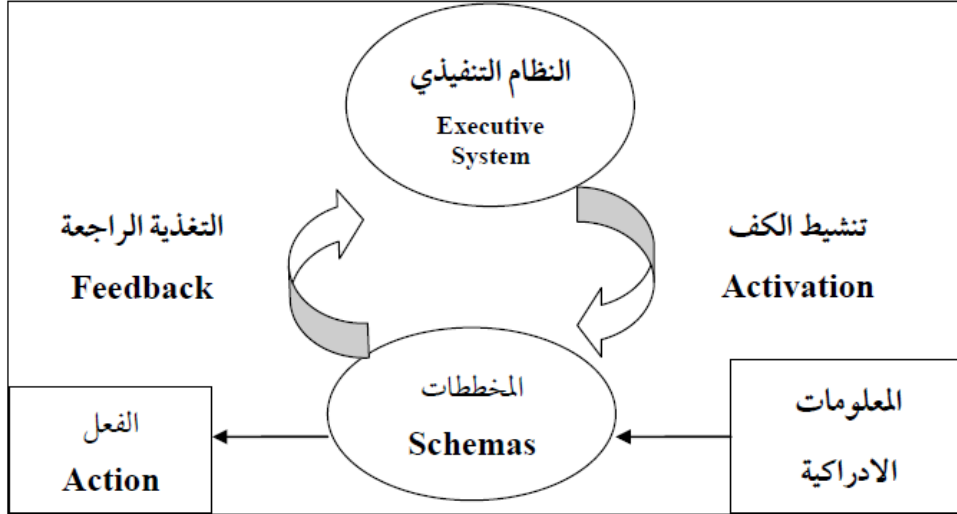 النظام التنفيذي
Executive
System
تنشيط الكف
Activation
التغذية الراجعة
Feedback
المعلومات
الادراكية
المخططات
Schemas
الفعل
Action